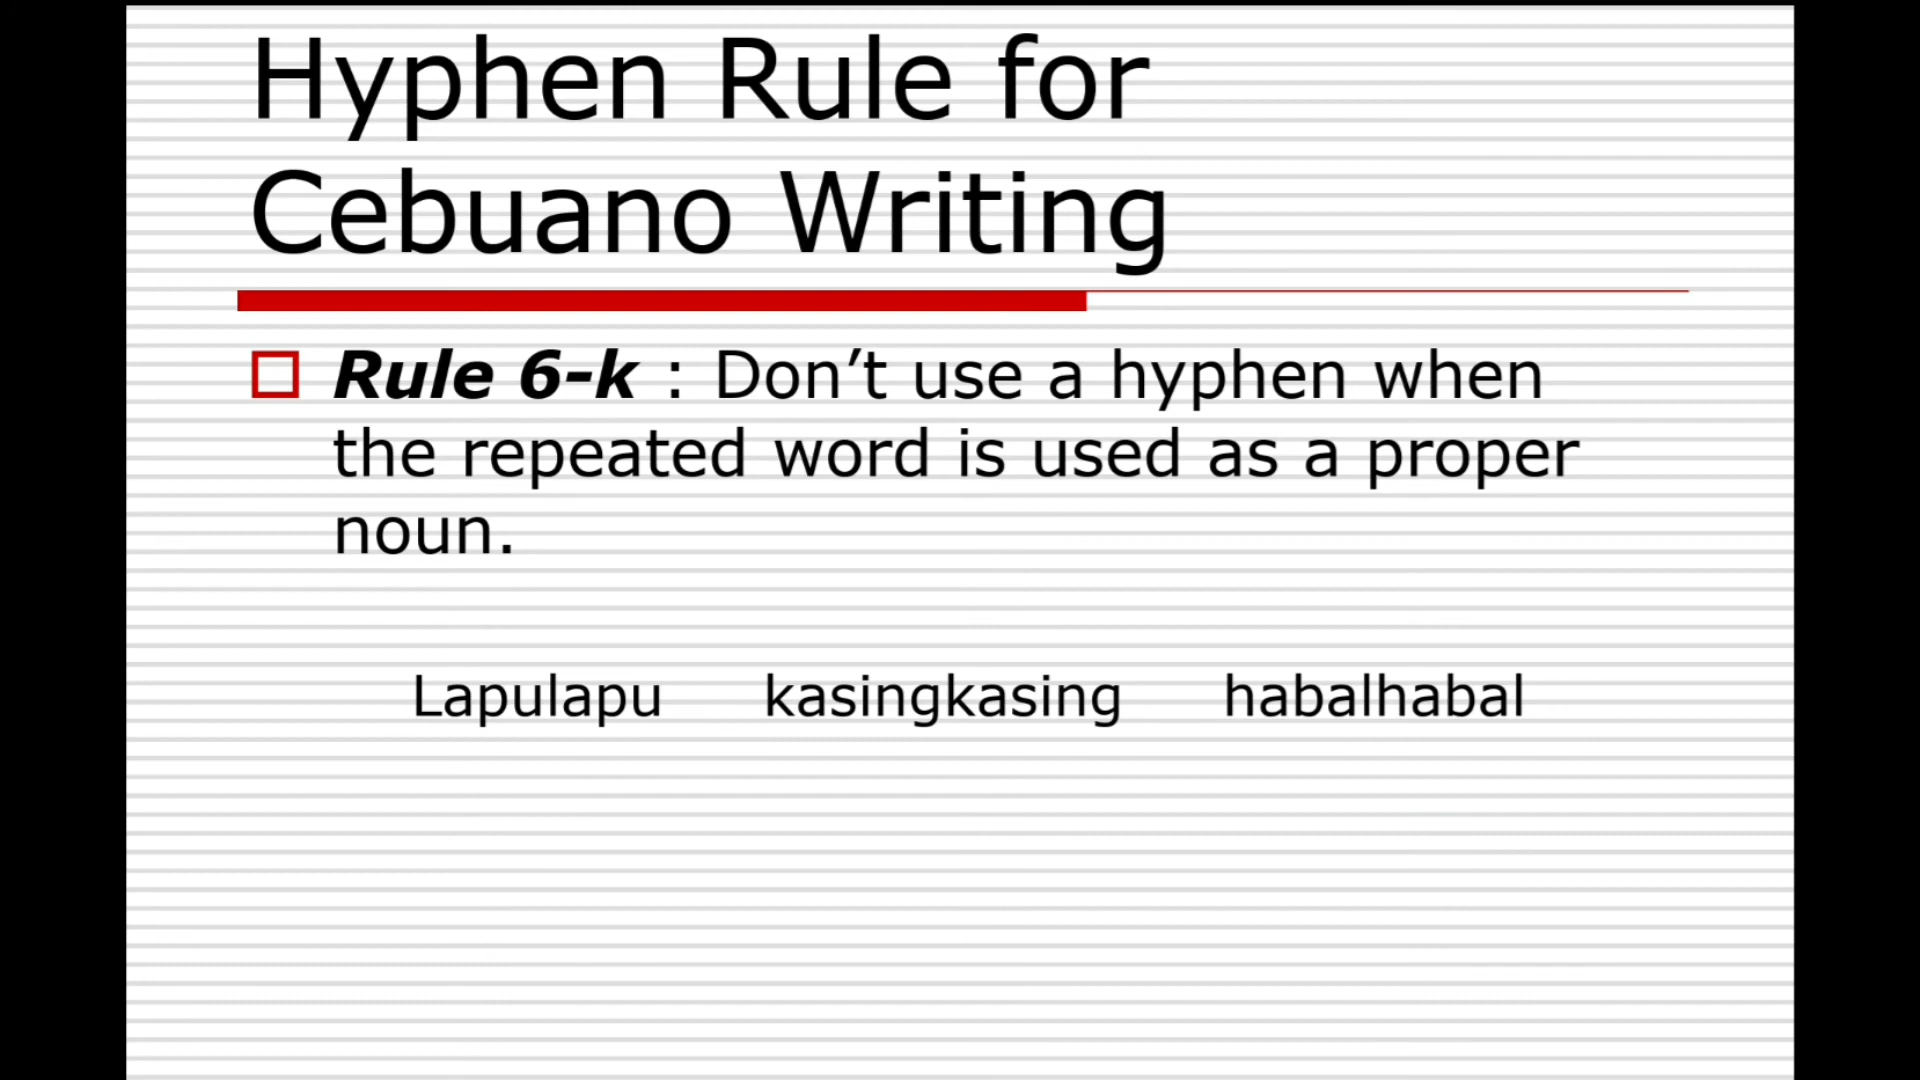 Hyphen Rule for
Cebuano Writing
Rule 6-k : Don’t use a hyphen when
the repeated word is used as a proper
noun.
Lapulapu kasingkasing habalhabal